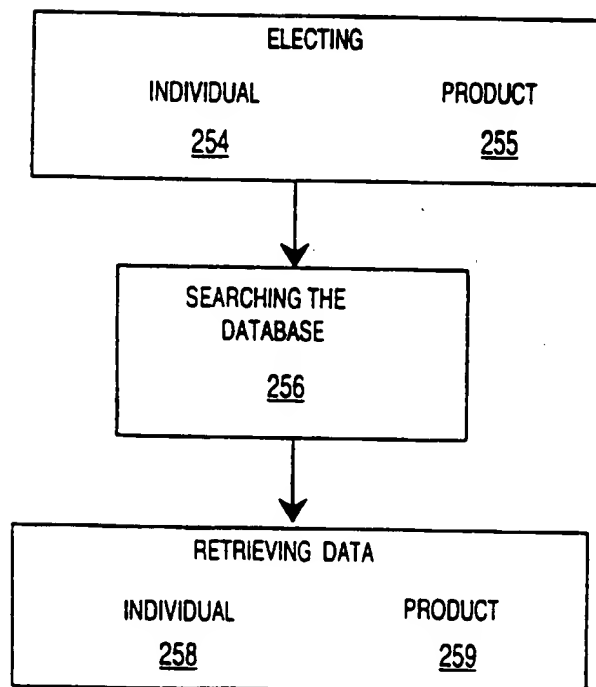 ELECTING
INDIVIDUAL PRODUCT
254 255
SEARCHING THE
DATABASE
256
RETRIEVING DATA
INDIVIDUAL PRODUCT
258 259